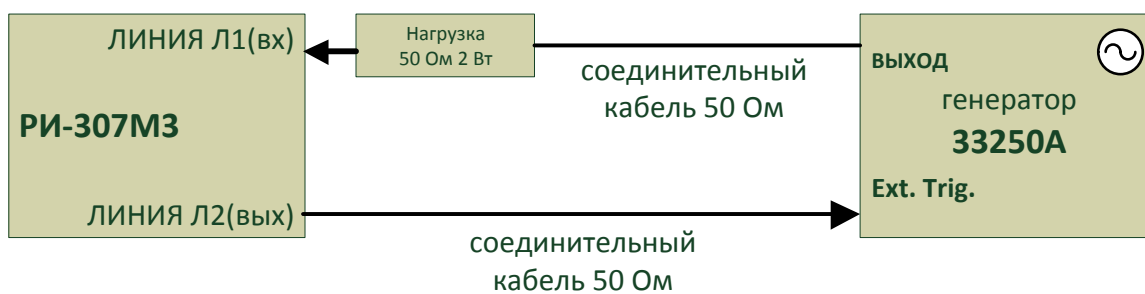 ЛИНИЯ Л1(вх)
РИ-307М3
ЛИНИЯ Л2(вых)
Нагрузка
50 Ом 2 Вт
соединительный
кабель 50 Ом
выход
генератор
33250А
Ext. Trig.
соединительный
кабель 50 Ом